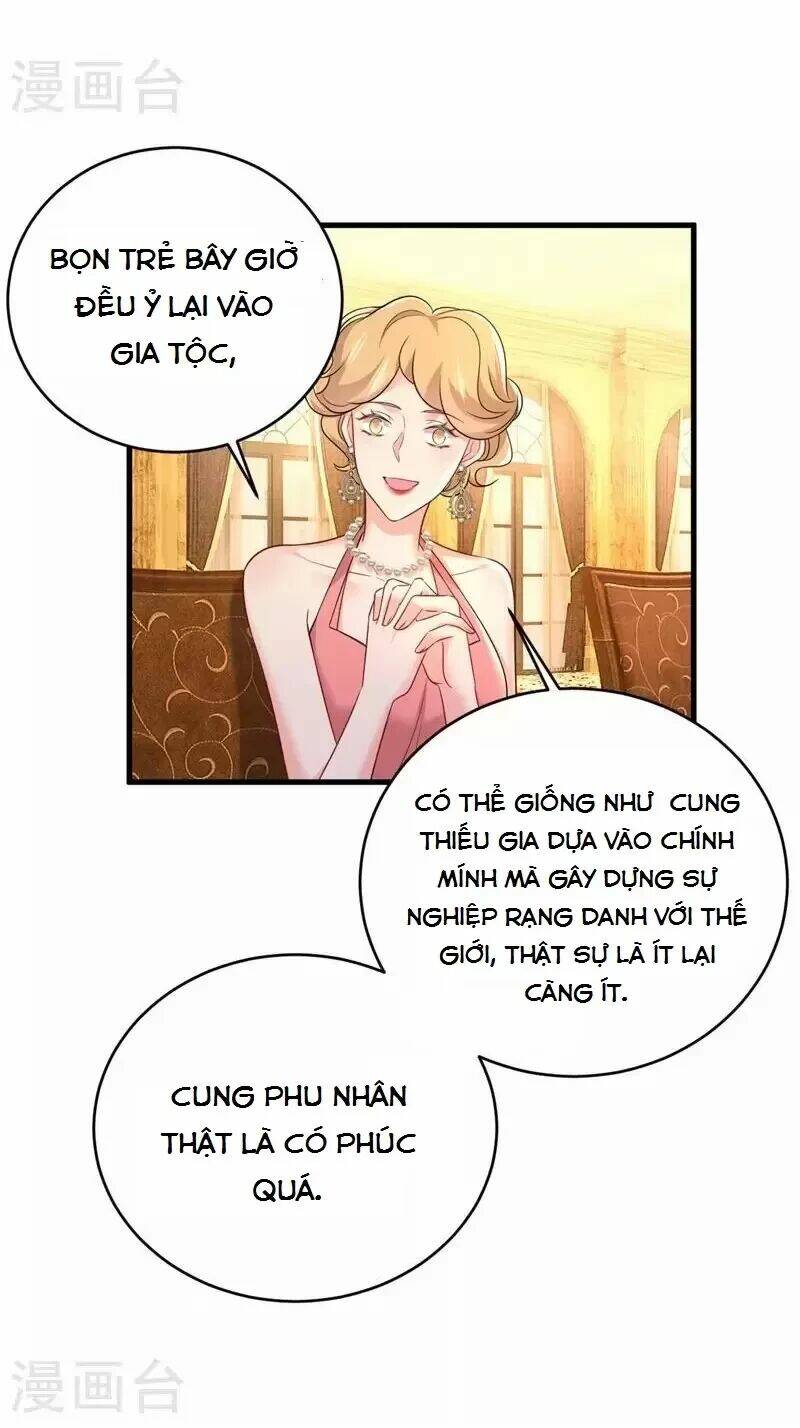 漫画台
BỌN TRẺ BÂY GIỜ
ĐỀU Ỷ LẠI VÀO
GIA TỘC,
CÓ THỂ GIỐNG NHƯ CUNG
THIẾU GIA DỰA VÀO CHÍNH
MÍNH MÀ GÂY DỰNG SỰ
NGHIỆP RẠNG DANH VỚI THẾ
GIỚI, THẬT SỰ LÀ ÍT LẠI
CÀNG ÍT.
CUNG PHU NHÂN
THẬT LÀ CÓ PHÚC
QUÁ.
漫画台